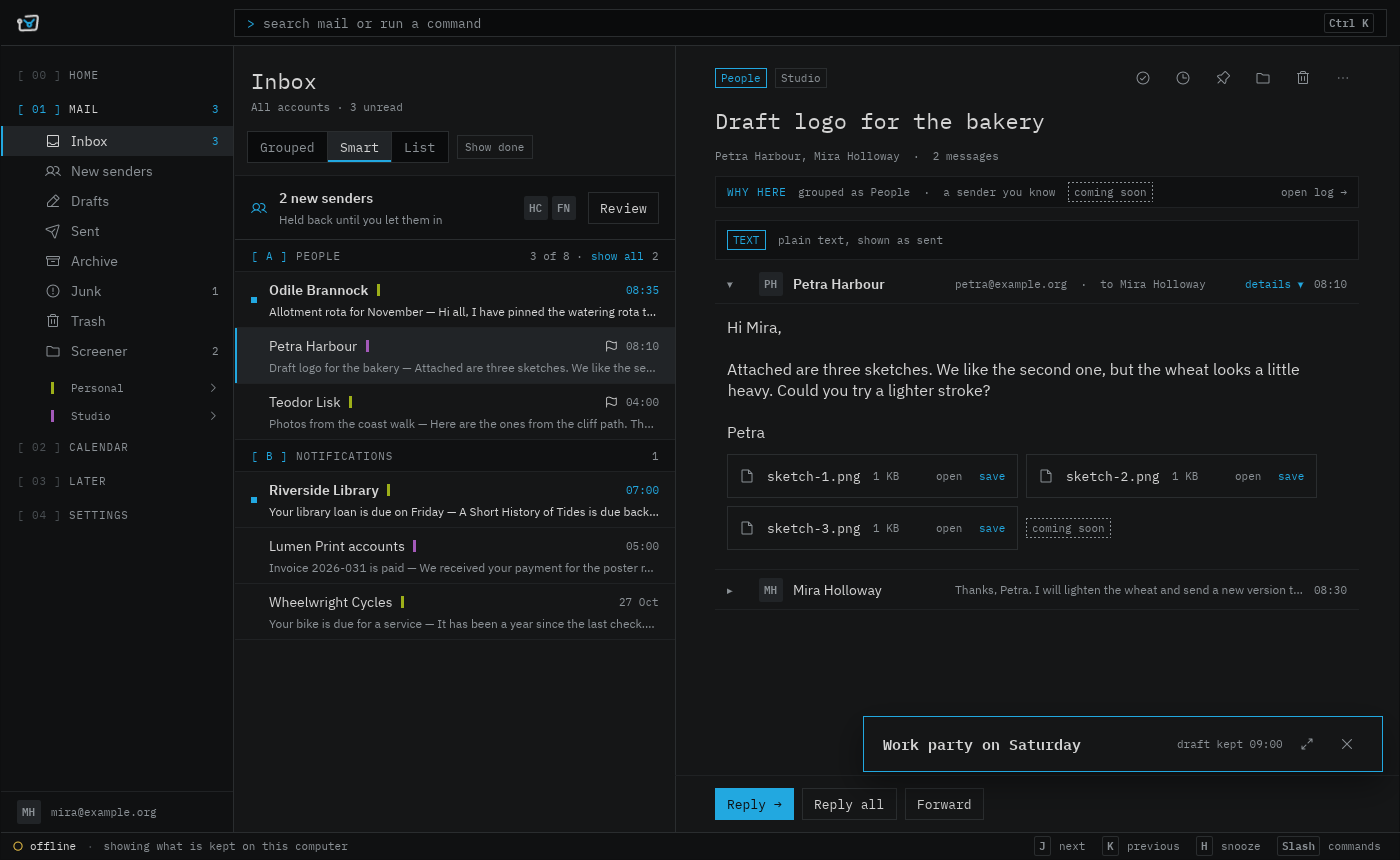 > search mail or run a command Ctrl K
[ 00 ] HOME
[ 01 ] MAIL 3
Inbox 3
New senders
Drafts
Sent
Archive
Junk 1
Trash
Screener 2
Personal
Studio
[ 02 ] CALENDAR
[ 03 ] LATER
[ 04 ] SETTINGS
MH mira@example.org
Inbox
All accounts · 3 unread
Grouped Smart List Show done
2 new senders
Held back until you let them in
HC FN Review
[ A ] PEOPLE 3 of 8 · show all 2
Odile Brannock 08:35
Allotment rota for November — Hi all, I have pinned the watering rota t…
Petra Harbour 08:10
Draft logo for the bakery — Attached are three sketches. We like the se…
Teodor Lisk 04:00
Photos from the coast walk — Here are the ones from the cliff path. Th…
[ B ] NOTIFICATIONS 1
Riverside Library 07:00
Your library loan is due on Friday — A Short History of Tides is due back…
Lumen Print accounts 05:00
Invoice 2026-031 is paid — We received your payment for the poster r…
Wheelwright Cycles 27 Oct
Your bike is due for a service — It has been a year since the last check.…
People Studio
Draft logo for the bakery
Petra Harbour, Mira Holloway · 2 messages
WHY HERE grouped as People · a sender you know coming soon open log →
TEXT plain text, shown as sent
▾ PH Petra Harbour petra@example.org · to Mira Holloway details ▾ 08:10
Hi Mira,
Attached are three sketches. We like the second one, but the wheat looks a little
heavy. Could you try a lighter stroke?
Petra
sketch-1.png 1 KB open save
sketch-2.png 1 KB open save
sketch-3.png 1 KB open save
coming soon
▸ MH Mira Holloway Thanks, Petra. I will lighten the wheat and send a new version t… 08:30
Work party on Saturday draft kept 09:00
Reply → Reply all Forward
offline · showing what is kept on this computer
J next K previous H snooze Slash commands